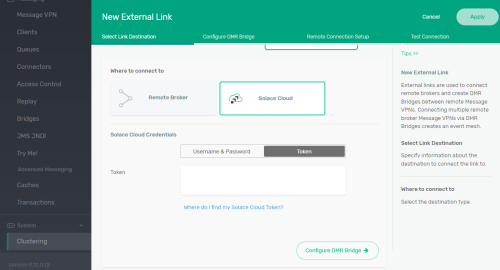 Message VPN
Clients
Queues
Connectors
Access Control
Replay
Bridges
JMS JNDI
Try Me!
Advanced Messaging
Caches
Transactions
System
Clustering
New External Link
Cancel
Apply
Select Link Destination
Configure DMR Bridge
Remote Connection Setup
Test Connection
Where to connect to
Remote Broker
Solace Cloud
Solace Cloud Credentials
Username & Password
Token
Token
Where do I find my Solace Cloud Token?
Configure DMR Bridge
Tips >>
New External Link
External links are used to connect
remote brokers and create DMR
Bridges between remote Message
VPNs. Connecting multiple remote
broker Message VPNs via DMR
Bridges creates an event mesh.
Select Link Destination
Specify information about the
destination to connect the link to.
Where to connect to
Select the destination type.